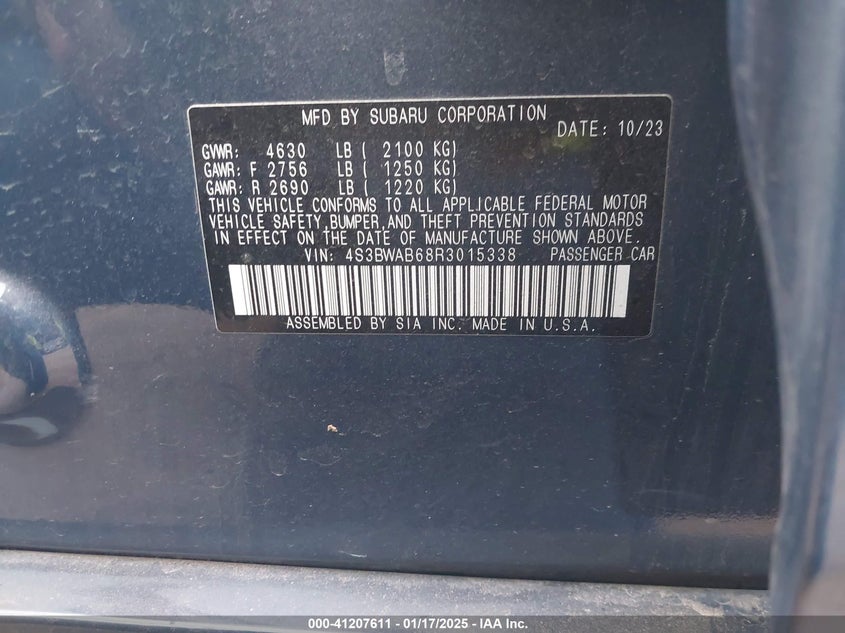 MFD BY SUBARU CORPORATION
DATE: 10/23
GVWR: 4630 LB ( 2100 KG)
GAWR: F 2756 LB ( 1250 KG)
GAWR: R 2690 LB ( 1220 KG)
THIS VEHICLE CONFORMS TO ALL APPLICABLE FEDERAL MOTOR
VEHICLE SAFETY,BUMPER,AND THEFT PREVENTION STANDARDS
IN EFFECT ON THE DATE OF MANUFACTURE SHOWN ABOVE.
VIN: 4S3BWAB68R3015338 PASSENGER CAR
ASSEMBLED BY SIA INC. MADE IN U.S.A.
000-41207611 - 01/17/2025 - IAA Inc.